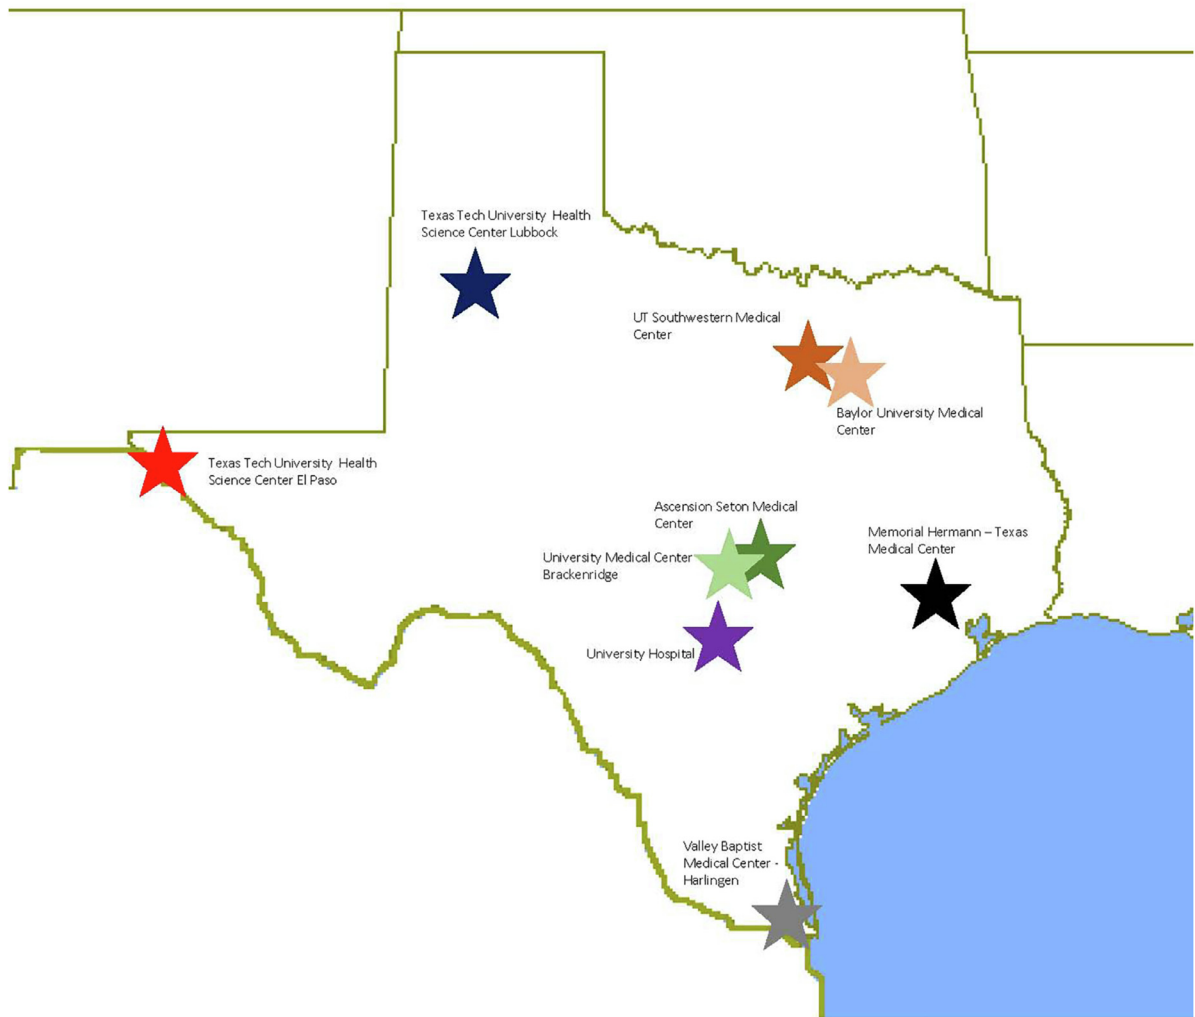 Texas Tech University Health
Science Center Lubbock
UT Southwestern Medical
Center
Baylor University Medical
Center
Texas Tech University Health
Science Center El Paso
Ascension Seton Medical
Center
University Medical Center
Brackenridge
Memorial Hermann – Texas
Medical Center
University Hospital
Valley Baptist
Medical Center -
Harlingen